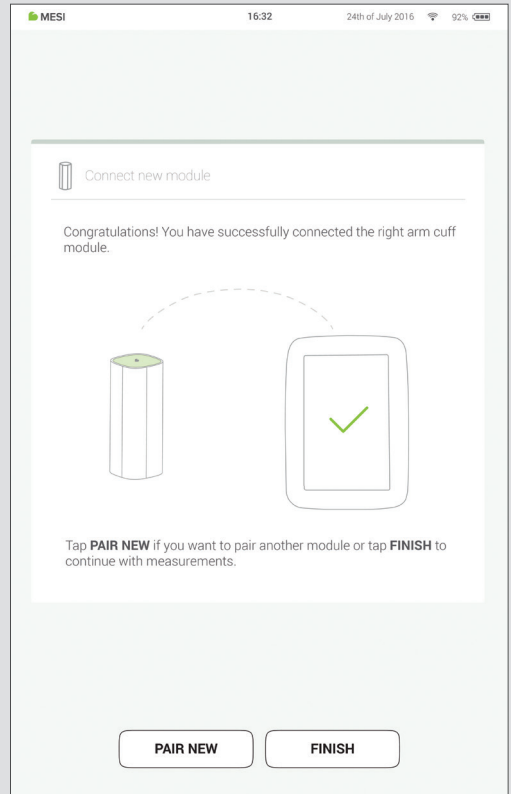 MESI 16:32 24th of July 2016 92%
Connect new module
Congratulations! You have successfully connected the right arm cuff
module.
Tap PAIR NEW if you want to pair another module or tap FINISH to
continue with measurements.
PAIR NEW FINISH